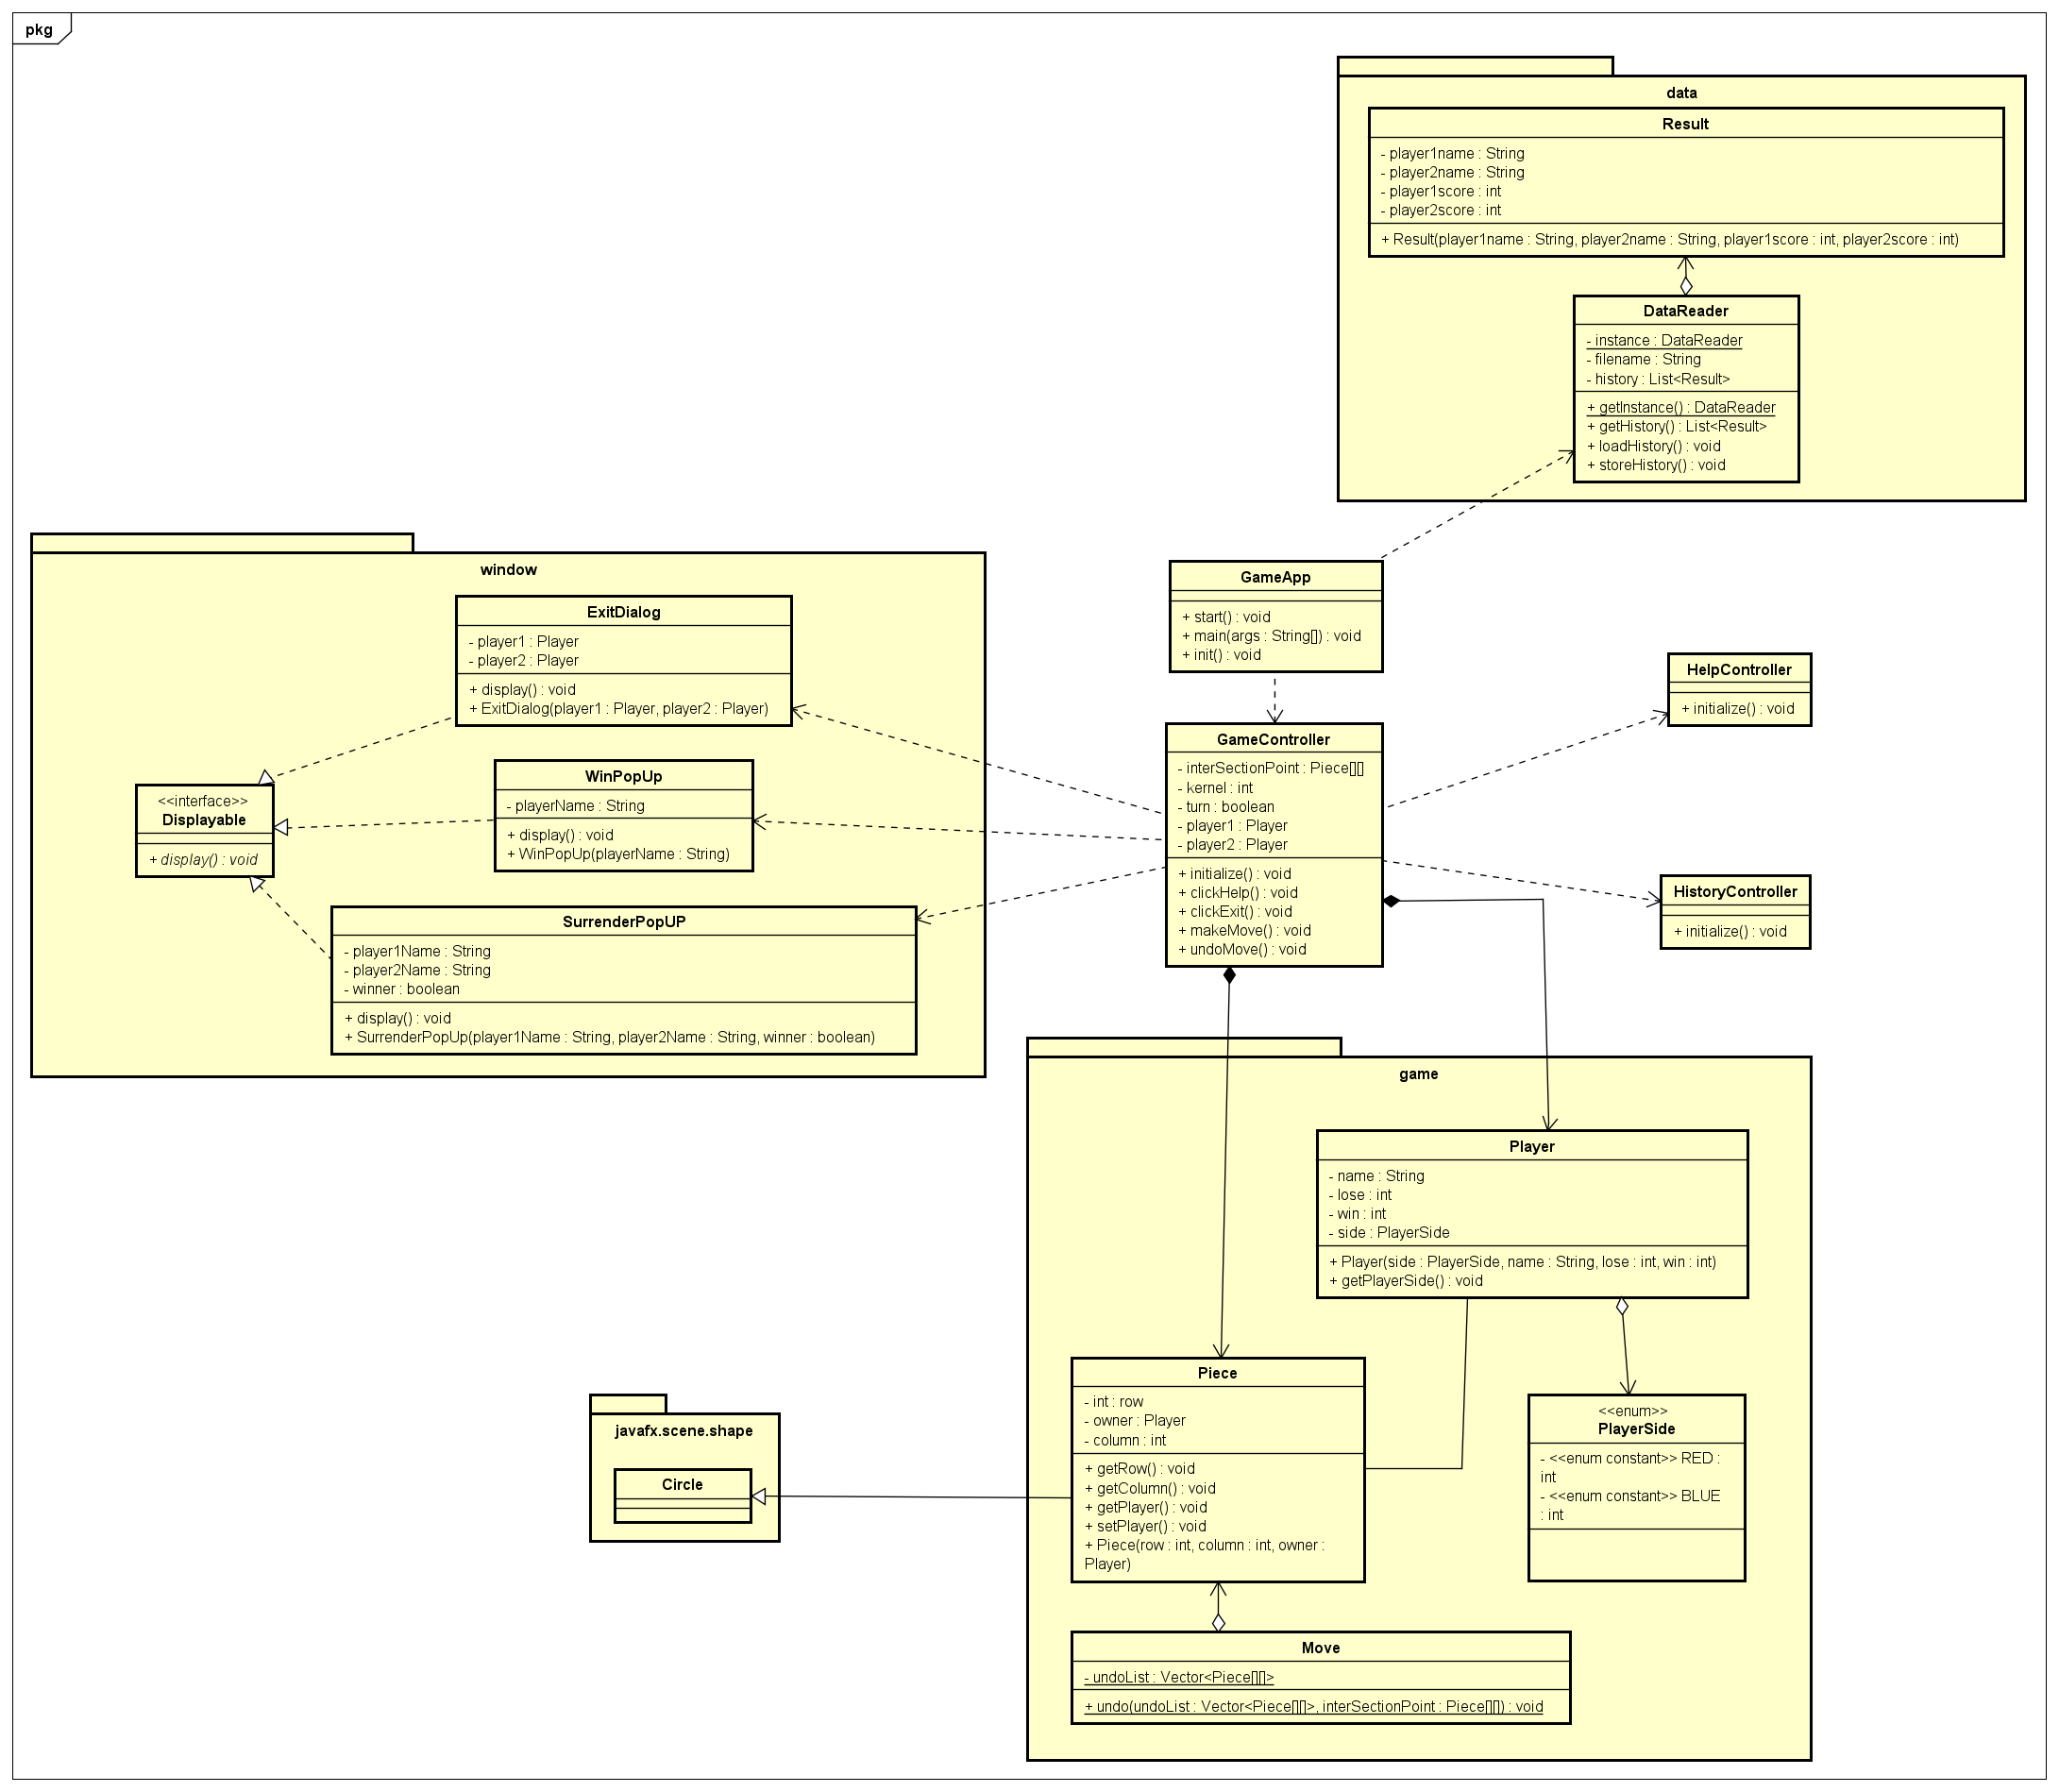 pkg
data
Result
- player1name : String
- player2name : String
- player1score : int
- player2score : int
+ Result(player1name : String, player2name : String, player1score : int, player2score : int)
DataReader
- instance : DataReader
- filename : String
- history : List<Result>
+ getInstance() : DataReader
+ getHistory() : List<Result>
+ loadHistory() : void
+ storeHistory() : void
window
ExitDialog
- player1 : Player
- player2 : Player
+ display() : void
+ ExitDialog(player1 : Player, player2 : Player)
WinPopUp
- playerName : String
+ display() : void
+ WinPopUp(playerName : String)
<<interface>>
Displayable
+ display() : void
SurrenderPopUP
- player1Name : String
- player2Name : String
- winner : boolean
+ display() : void
+ SurrenderPopUp(player1Name : String, player2Name : String, winner : boolean)
GameApp
+ start() : void
+ main(args : String[]) : void
+ init() : void
GameController
- interSectionPoint : Piece[][]
- kernel : int
- turn : boolean
- player1 : Player
- player2 : Player
+ initialize() : void
+ clickHelp() : void
+ clickExit() : void
+ makeMove() : void
+ undoMove() : void
HelpController
+ initialize() : void
HistoryController
+ initialize() : void
game
Player
- name : String
- lose : int
- win : int
- side : PlayerSide
+ Player(side : PlayerSide, name : String, lose : int, win : int)
+ getPlayerSide() : void
Piece
- int : row
- owner : Player
- column : int
+ getRow() : void
+ getColumn() : void
+ getPlayer() : void
+ setPlayer() : void
+ Piece(row : int, column : int, owner :
Player)
<<enum>>
PlayerSide
- <<enum constant>> RED :
int
- <<enum constant>> BLUE
: int
javafx.scene.shape
Circle
Move
- undoList : Vector<Piece[][]>
+ undo(undoList : Vector<Piece[][]>, interSectionPoint : Piece[][]) : void